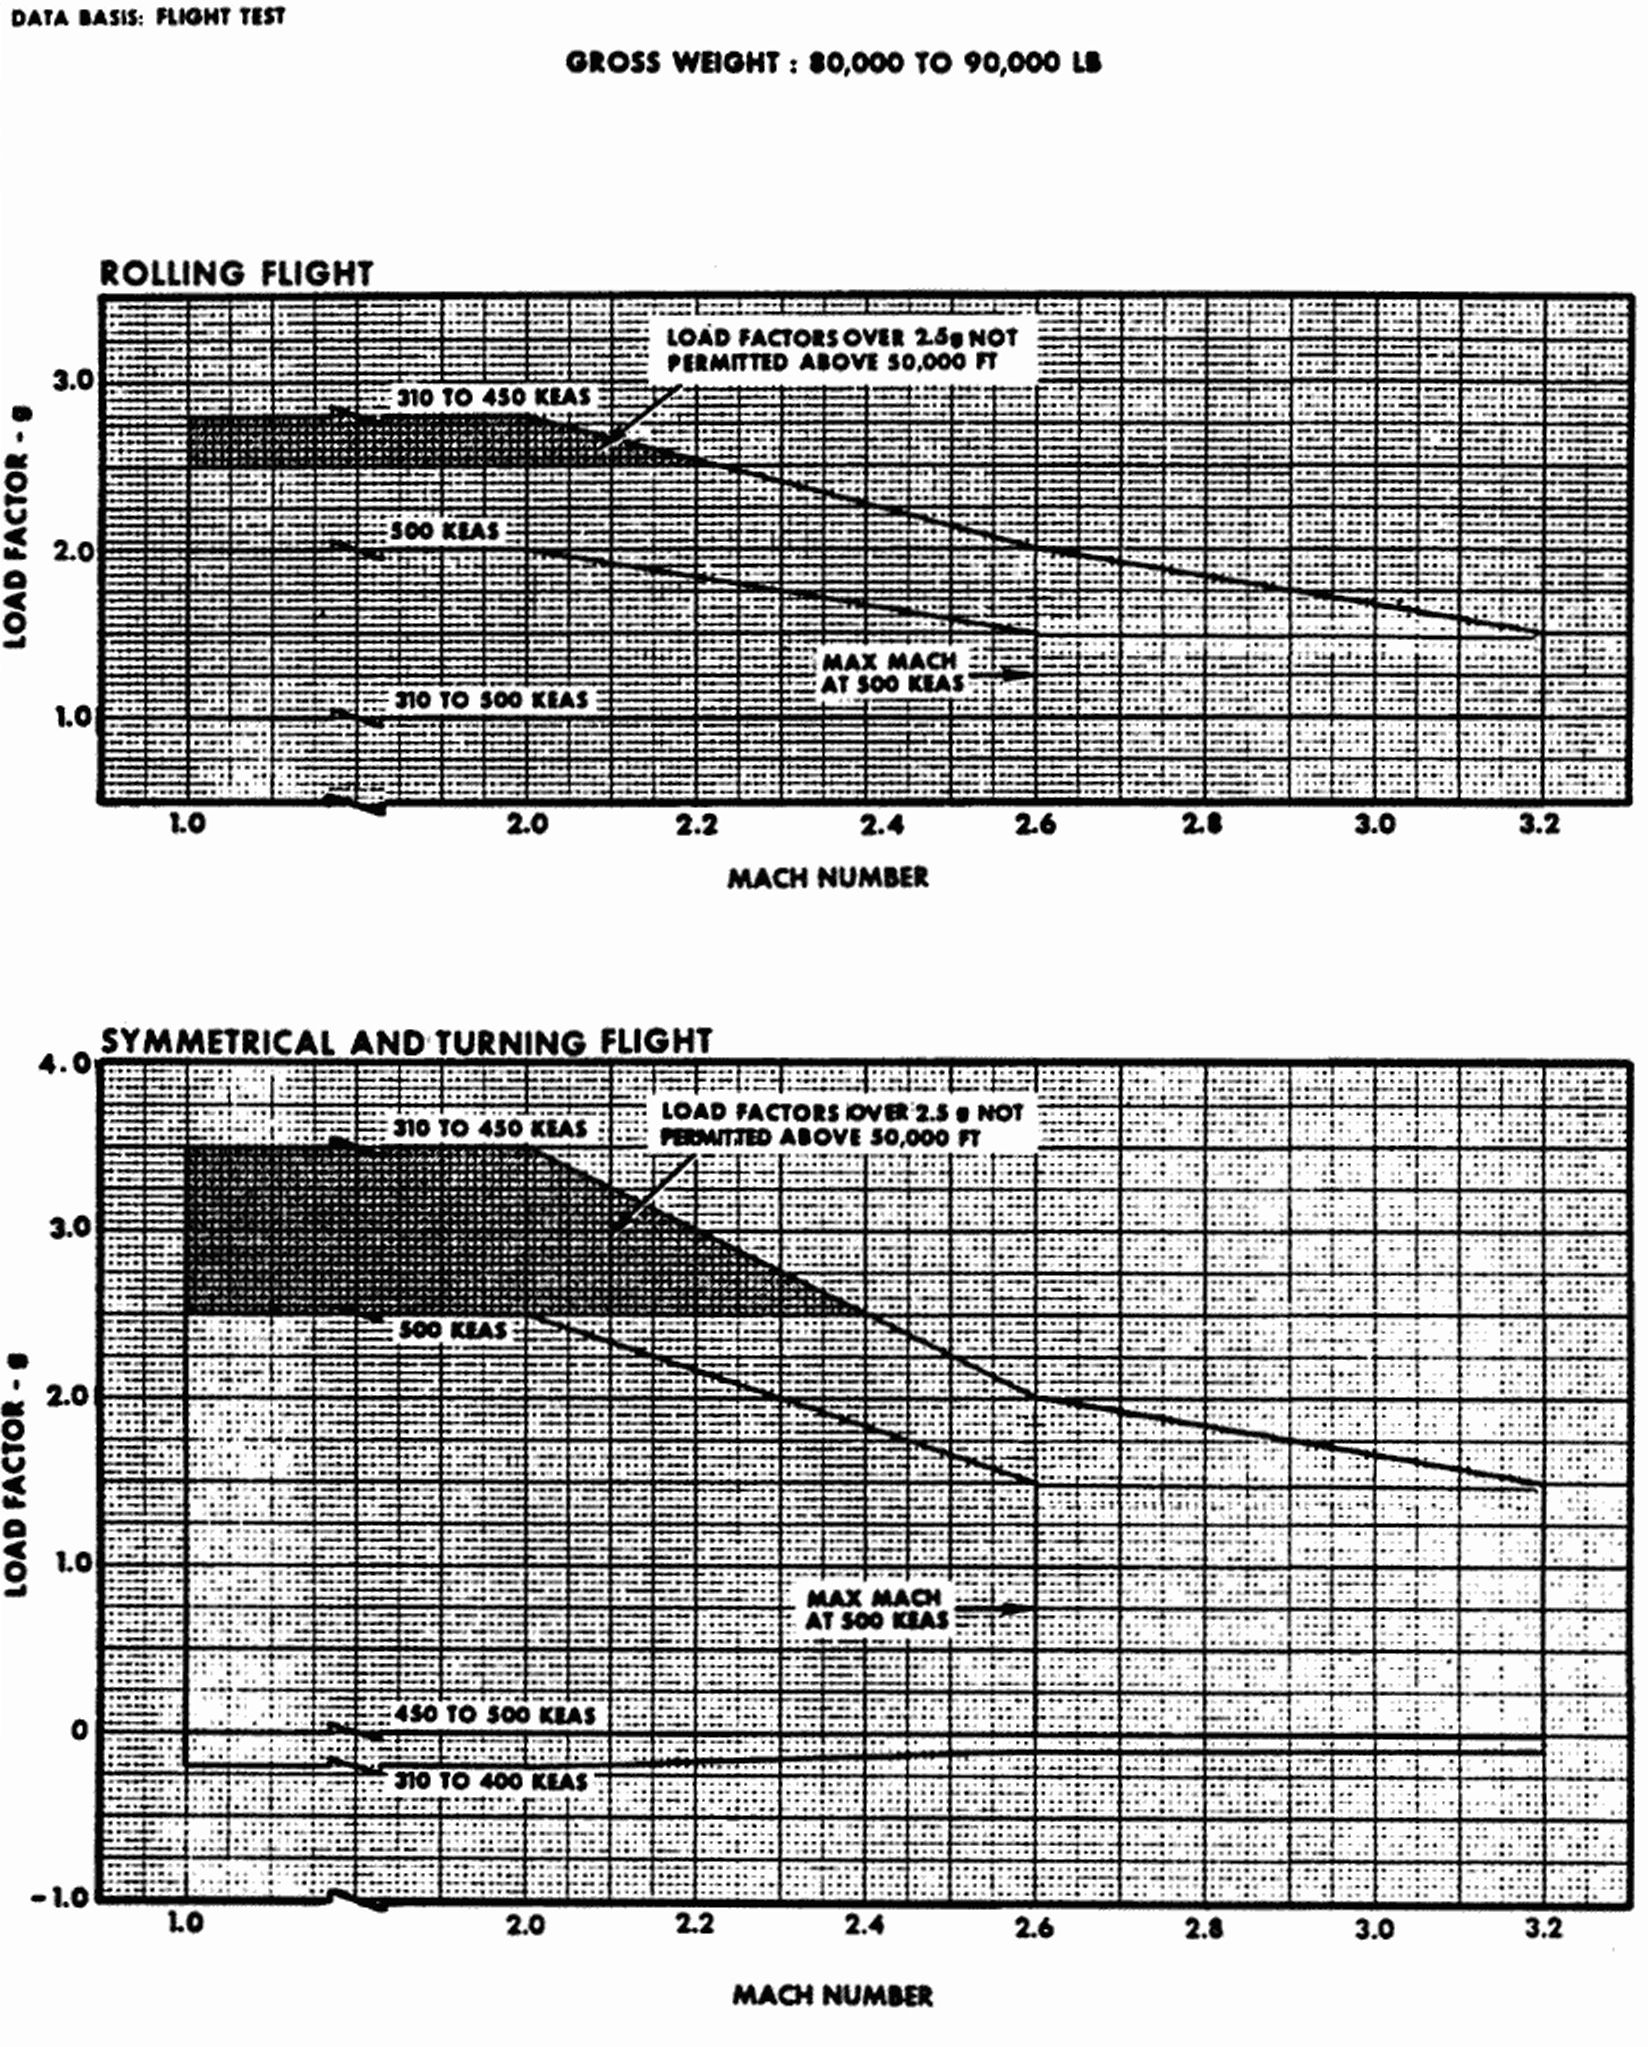 DATA BASIS: FLIGHT TEST
GROSS WEIGHT : 80,000 TO 90,000 LB
ROLLING FLIGHT
LOAD FACTORS OVER 2.5g NOT
PERMITTED ABOVE 50,000 FT
3.0
310 TO 450 KEAS
LOAD FACTOR - g
500 KEAS
2.0
MAX MACH
AT 500 KEAS
310 TO 500 KEAS
1.0
1.0 2.0 2.2 2.4 2.6 2.8 3.0 3.2
MACH NUMBER
SYMMETRICAL AND TURNING FLIGHT
4.0
LOAD FACTORS OVER 2.5 g NOT
PERMITTED ABOVE 50,000 FT
310 TO 450 KEAS
3.0
500 KEAS
LOAD FACTOR - g
2.0
1.0
MAX MACH
AT 500 KEAS
450 TO 500 KEAS
0
310 TO 400 KEAS
-1.0
1.0 2.0 2.2 2.4 2.6 2.8 3.0 3.2
MACH NUMBER